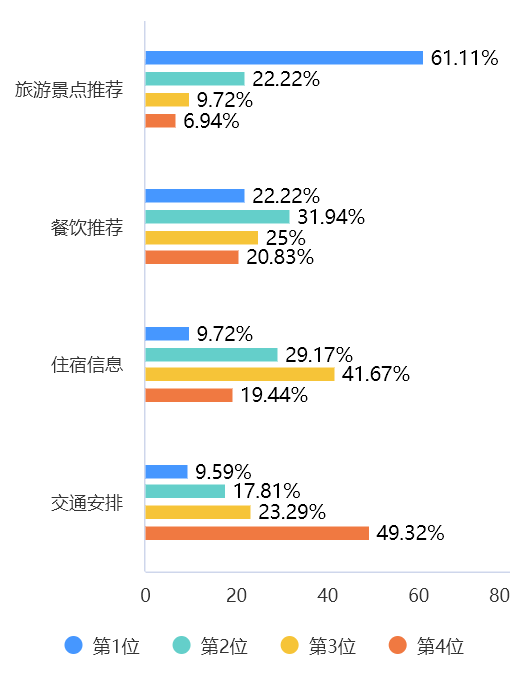 旅游景点推荐
61.11%
22.22%
9.72%
6.94%
餐饮推荐
22.22%
31.94%
25%
20.83%
住宿信息
9.72%
29.17%
41.67%
19.44%
交通安排
9.59%
17.81%
23.29%
49.32%
0 20 40 60 80
第1位 第2位 第3位 第4位